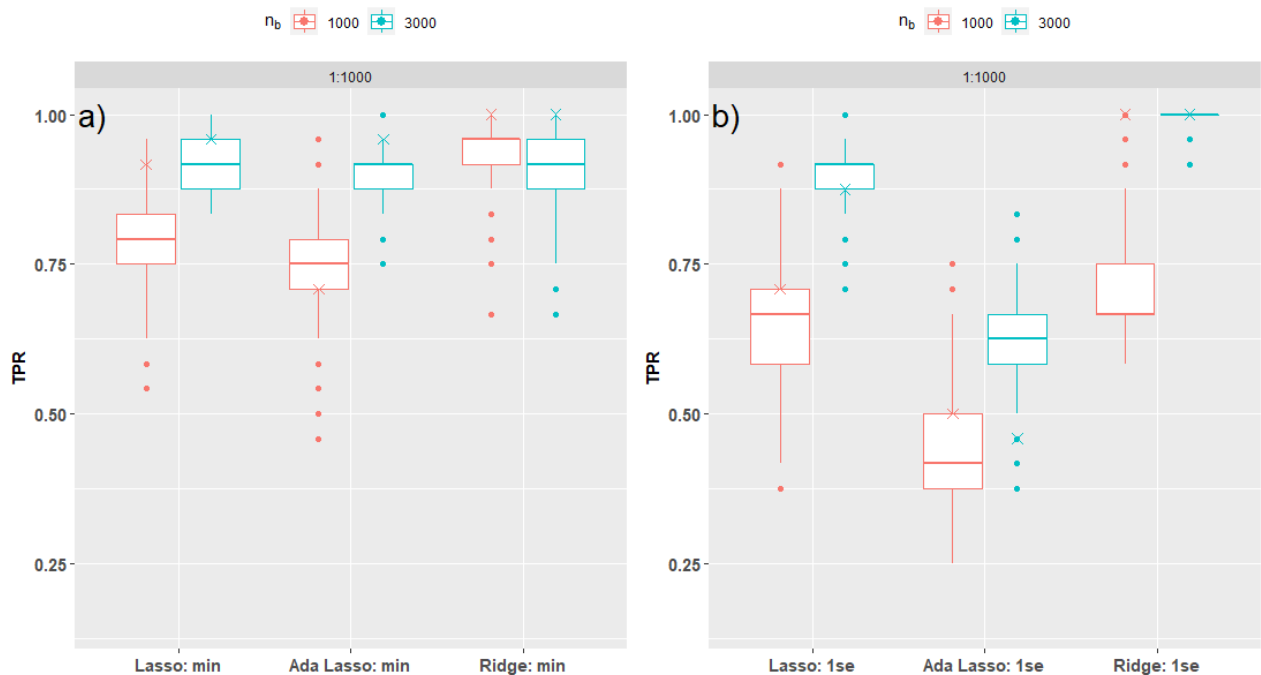 n_b 1000 3000
1:1000
a)
1.00
0.75
0.50
0.25
TPR
Lasso: min Ada Lasso: min Ridge: min
n_b 1000 3000
1:1000
b)
1.00
0.75
0.50
0.25
TPR
Lasso: 1se Ada Lasso: 1se Ridge: 1se